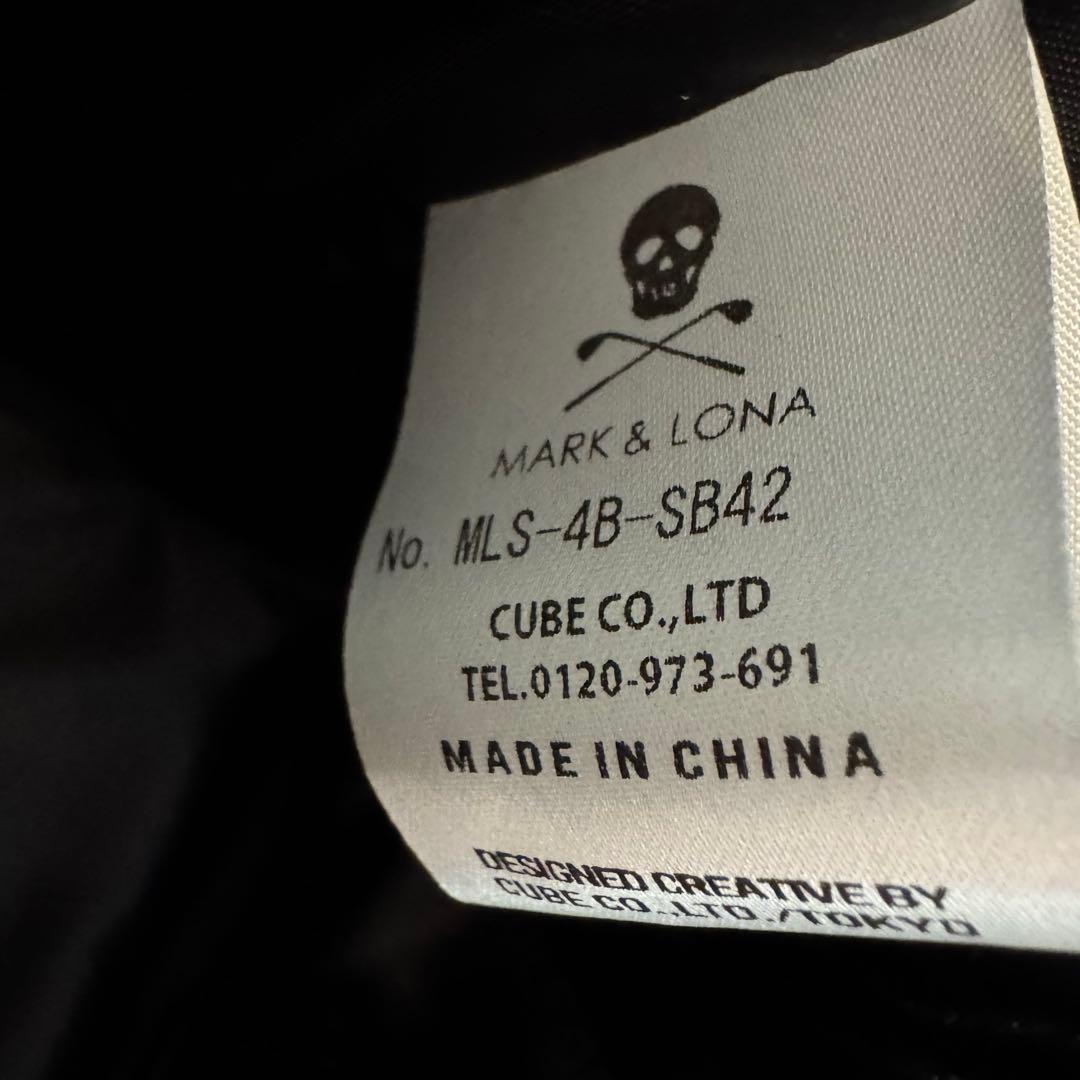 MARK & LONA
No. MLS-4B-SB42
CUBE CO.,LTD
TEL.0120-973-691
MADE IN CHINA
DESIGNED CREATIVE BY
CUBE CO.,LTD./TOKYO